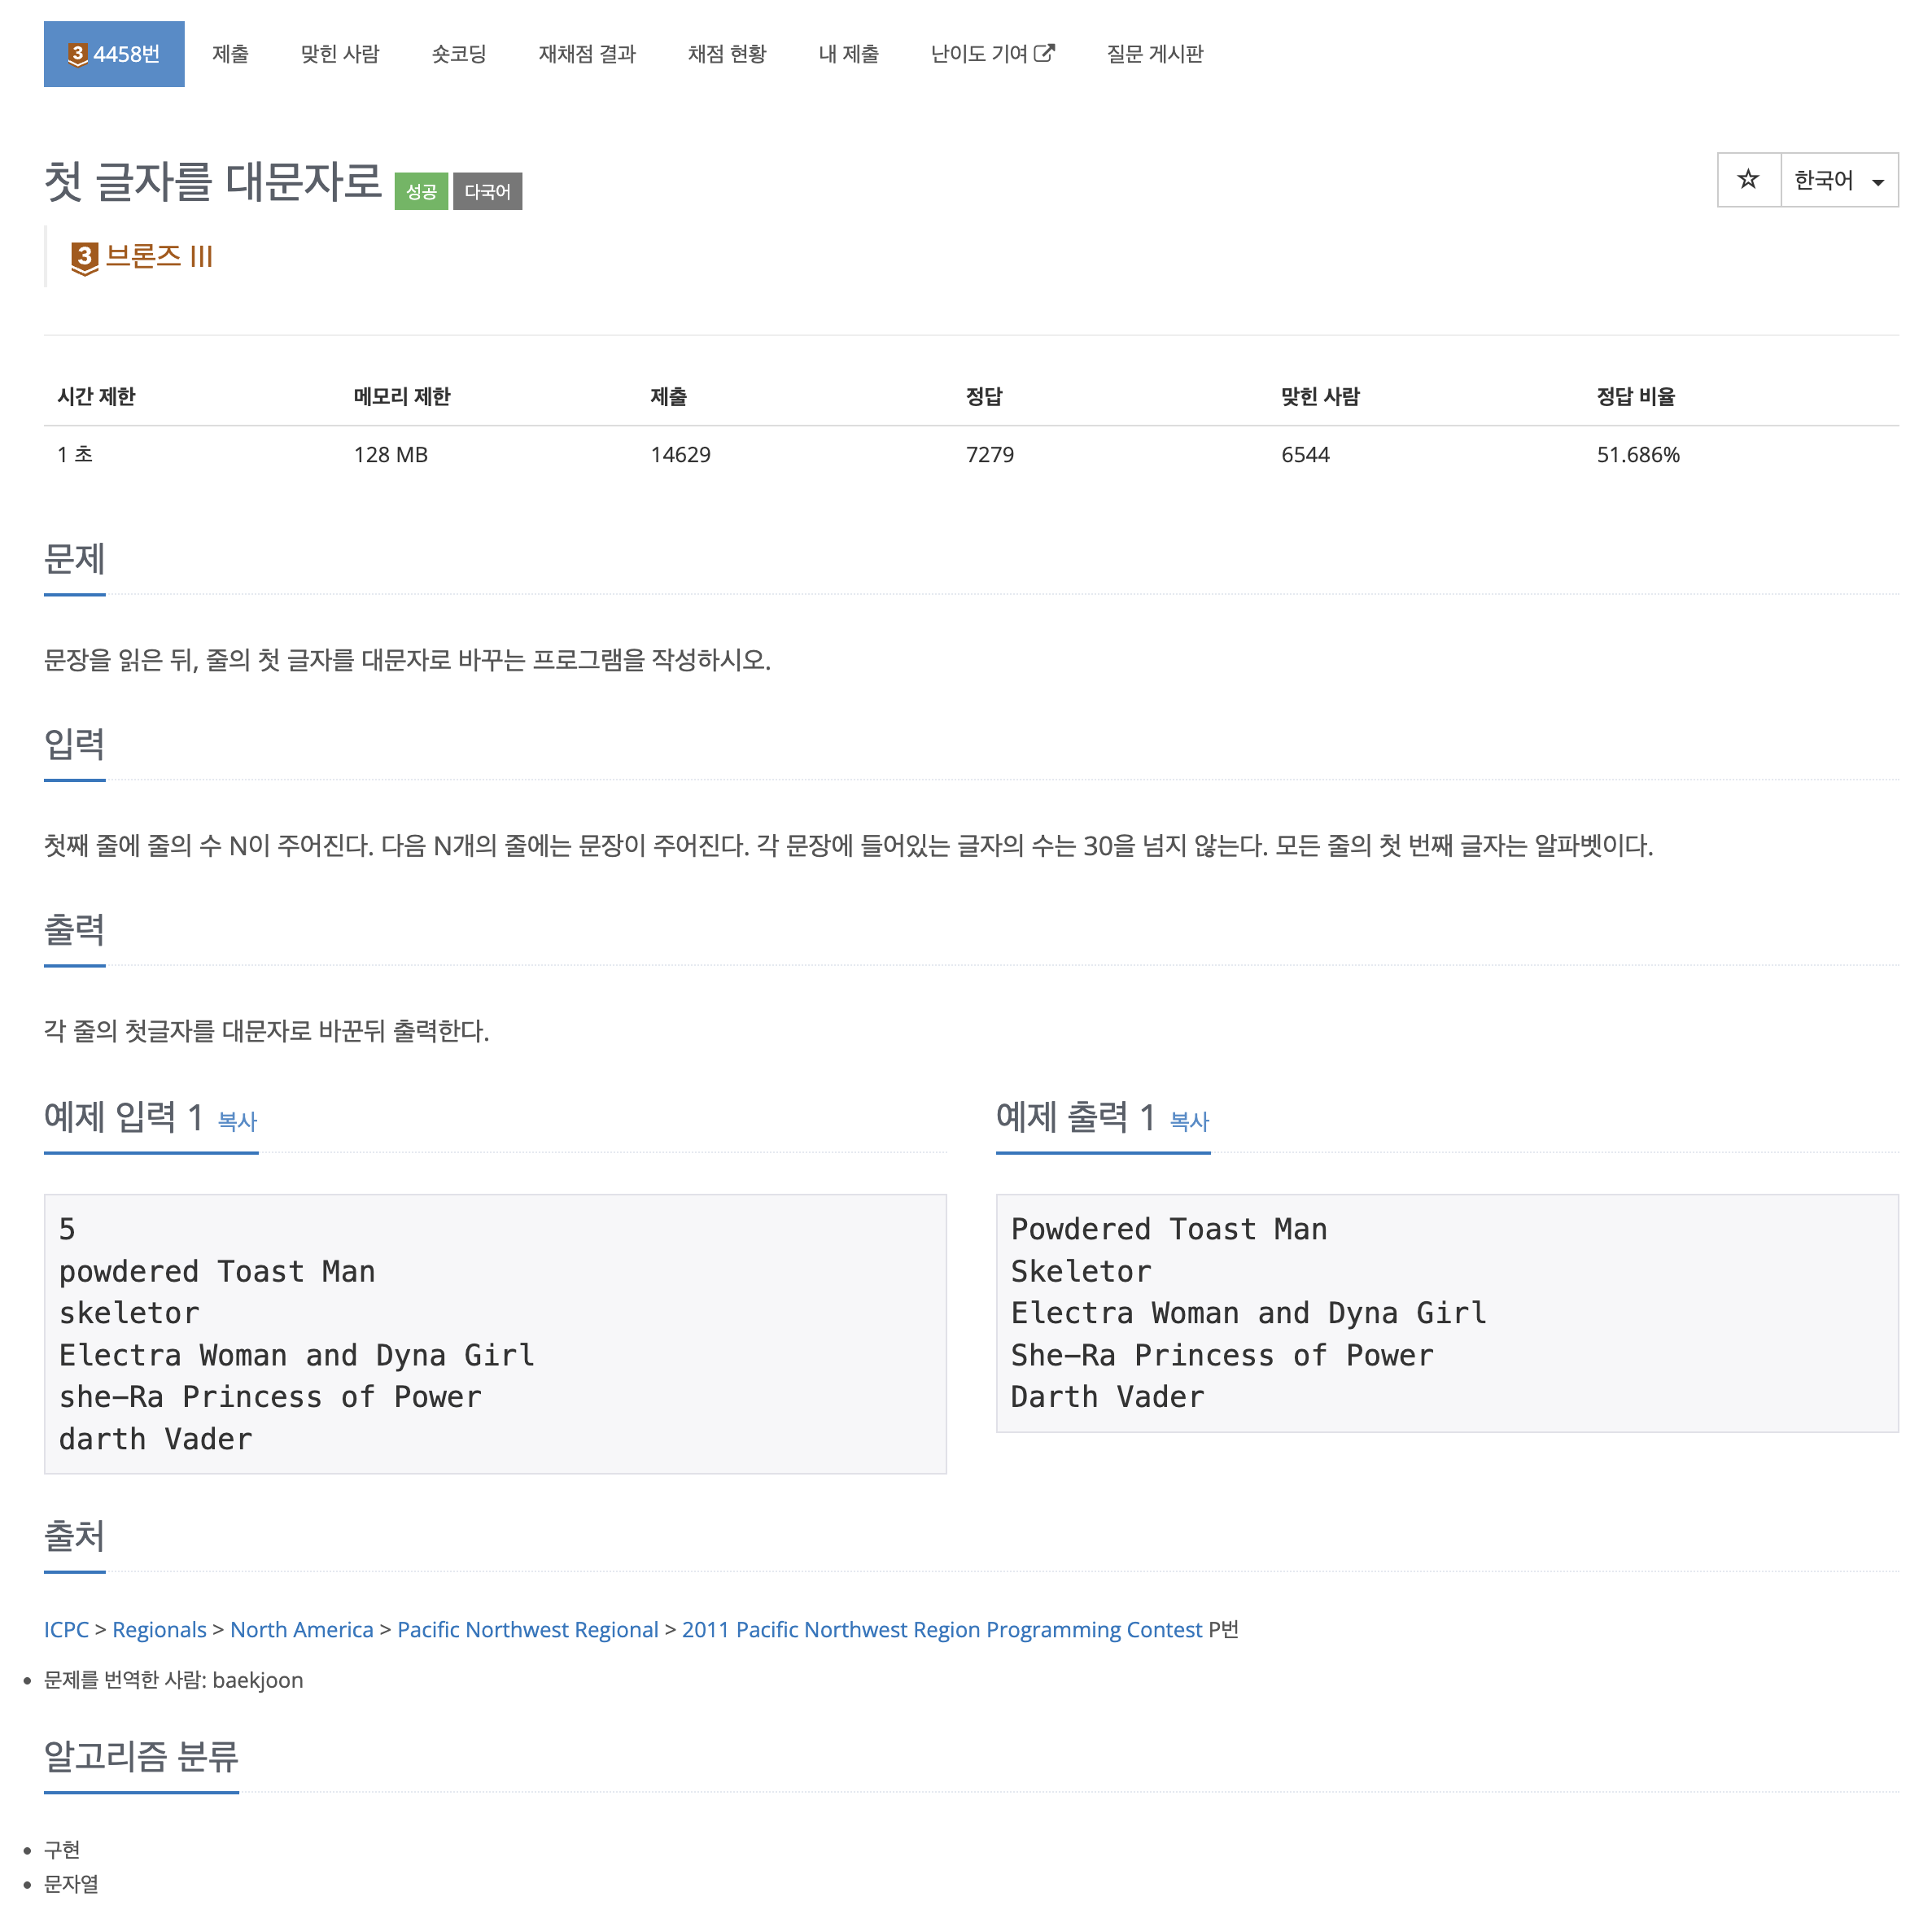 3 4458번 제출 맞힌 사람 숏코딩 재채점 결과 채점 현황 내 제출 난이도 기여 질문 게시판
첫 글자를 대문자로 성공 다국어 ☆ 한국어
3 브론즈 III
시간 제한 메모리 제한 제출 정답 맞힌 사람 정답 비율
1 초 128 MB 14629 7279 6544 51.686%
문제
문장을 읽은 뒤, 줄의 첫 글자를 대문자로 바꾸는 프로그램을 작성하시오.
입력
첫째 줄에 줄의 수 N이 주어진다. 다음 N개의 줄에는 문장이 주어진다. 각 문장에 들어있는 글자의 수는 30을 넘지 않는다. 모든 줄의 첫 번째 글자는 알파벳이다.
출력
각 줄의 첫글자를 대문자로 바꾼뒤 출력한다.
예제 입력 1 복사
5
powdered Toast Man
skeletor
Electra Woman and Dyna Girl
she-Ra Princess of Power
darth Vader
예제 출력 1 복사
Powdered Toast Man
Skeletor
Electra Woman and Dyna Girl
She-Ra Princess of Power
Darth Vader
출처
ICPC > Regionals > North America > Pacific Northwest Regional > 2011 Pacific Northwest Region Programming Contest P번
• 문제를 번역한 사람: baekjoon
알고리즘 분류
• 구현
• 문자열